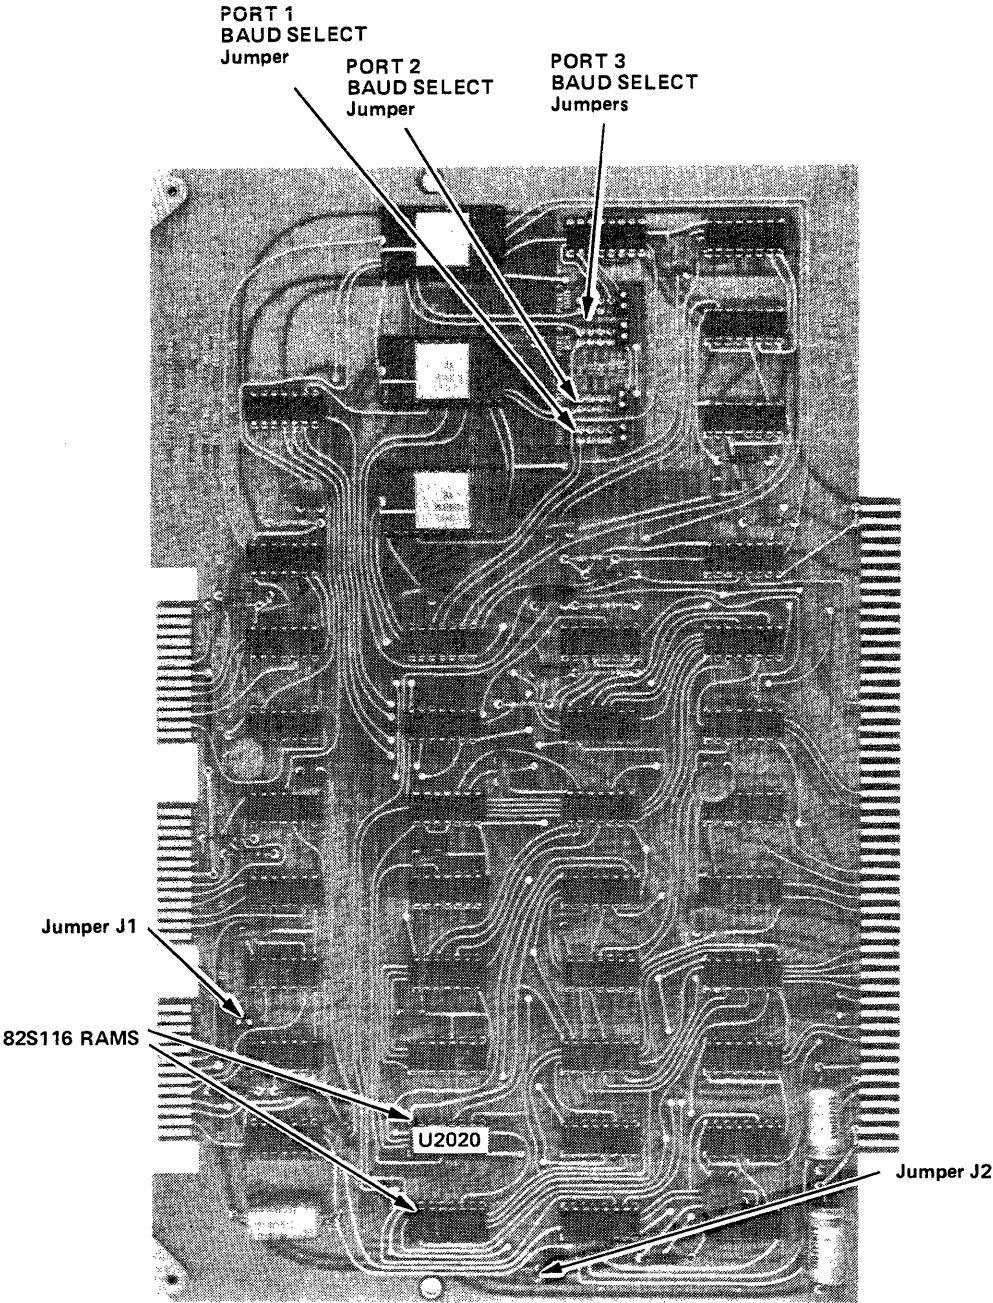 PORT 1
BAUD SELECT
Jumper
PORT 2
BAUD SELECT
Jumper
PORT 3
BAUD SELECT
Jumpers
Jumper J1
82S116 RAMS
U2020
Jumper J2